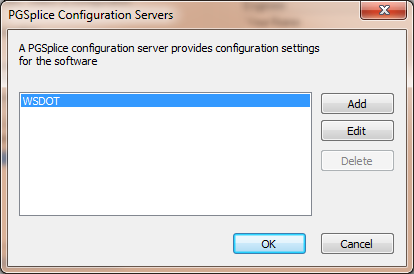 PGSplice Configuration Servers
A PGSplice configuration server provides configuration settings
for the software
WSDOT
Add
Edit
Delete
OK
Cancel